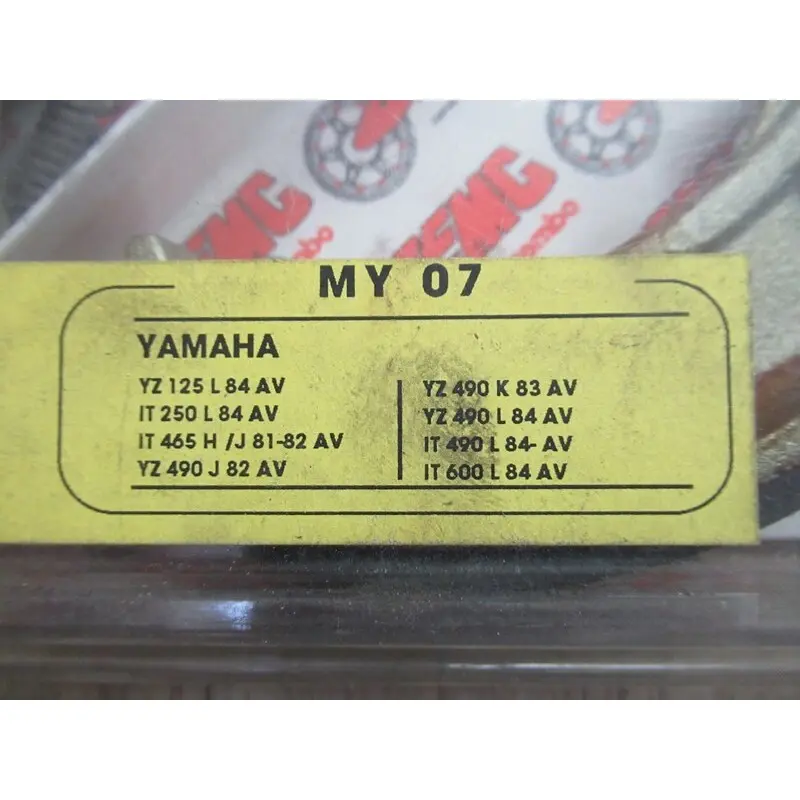 MY 07
YAMAHA
YZ 125 L 84 AV
IT 250 L 84 AV
IT 465 H /J 81-82 AV
YZ 490 J 82 AV
YZ 490 K 83 AV
YZ 490 L 84 AV
IT 490 L 84- AV
IT 600 L 84 AV